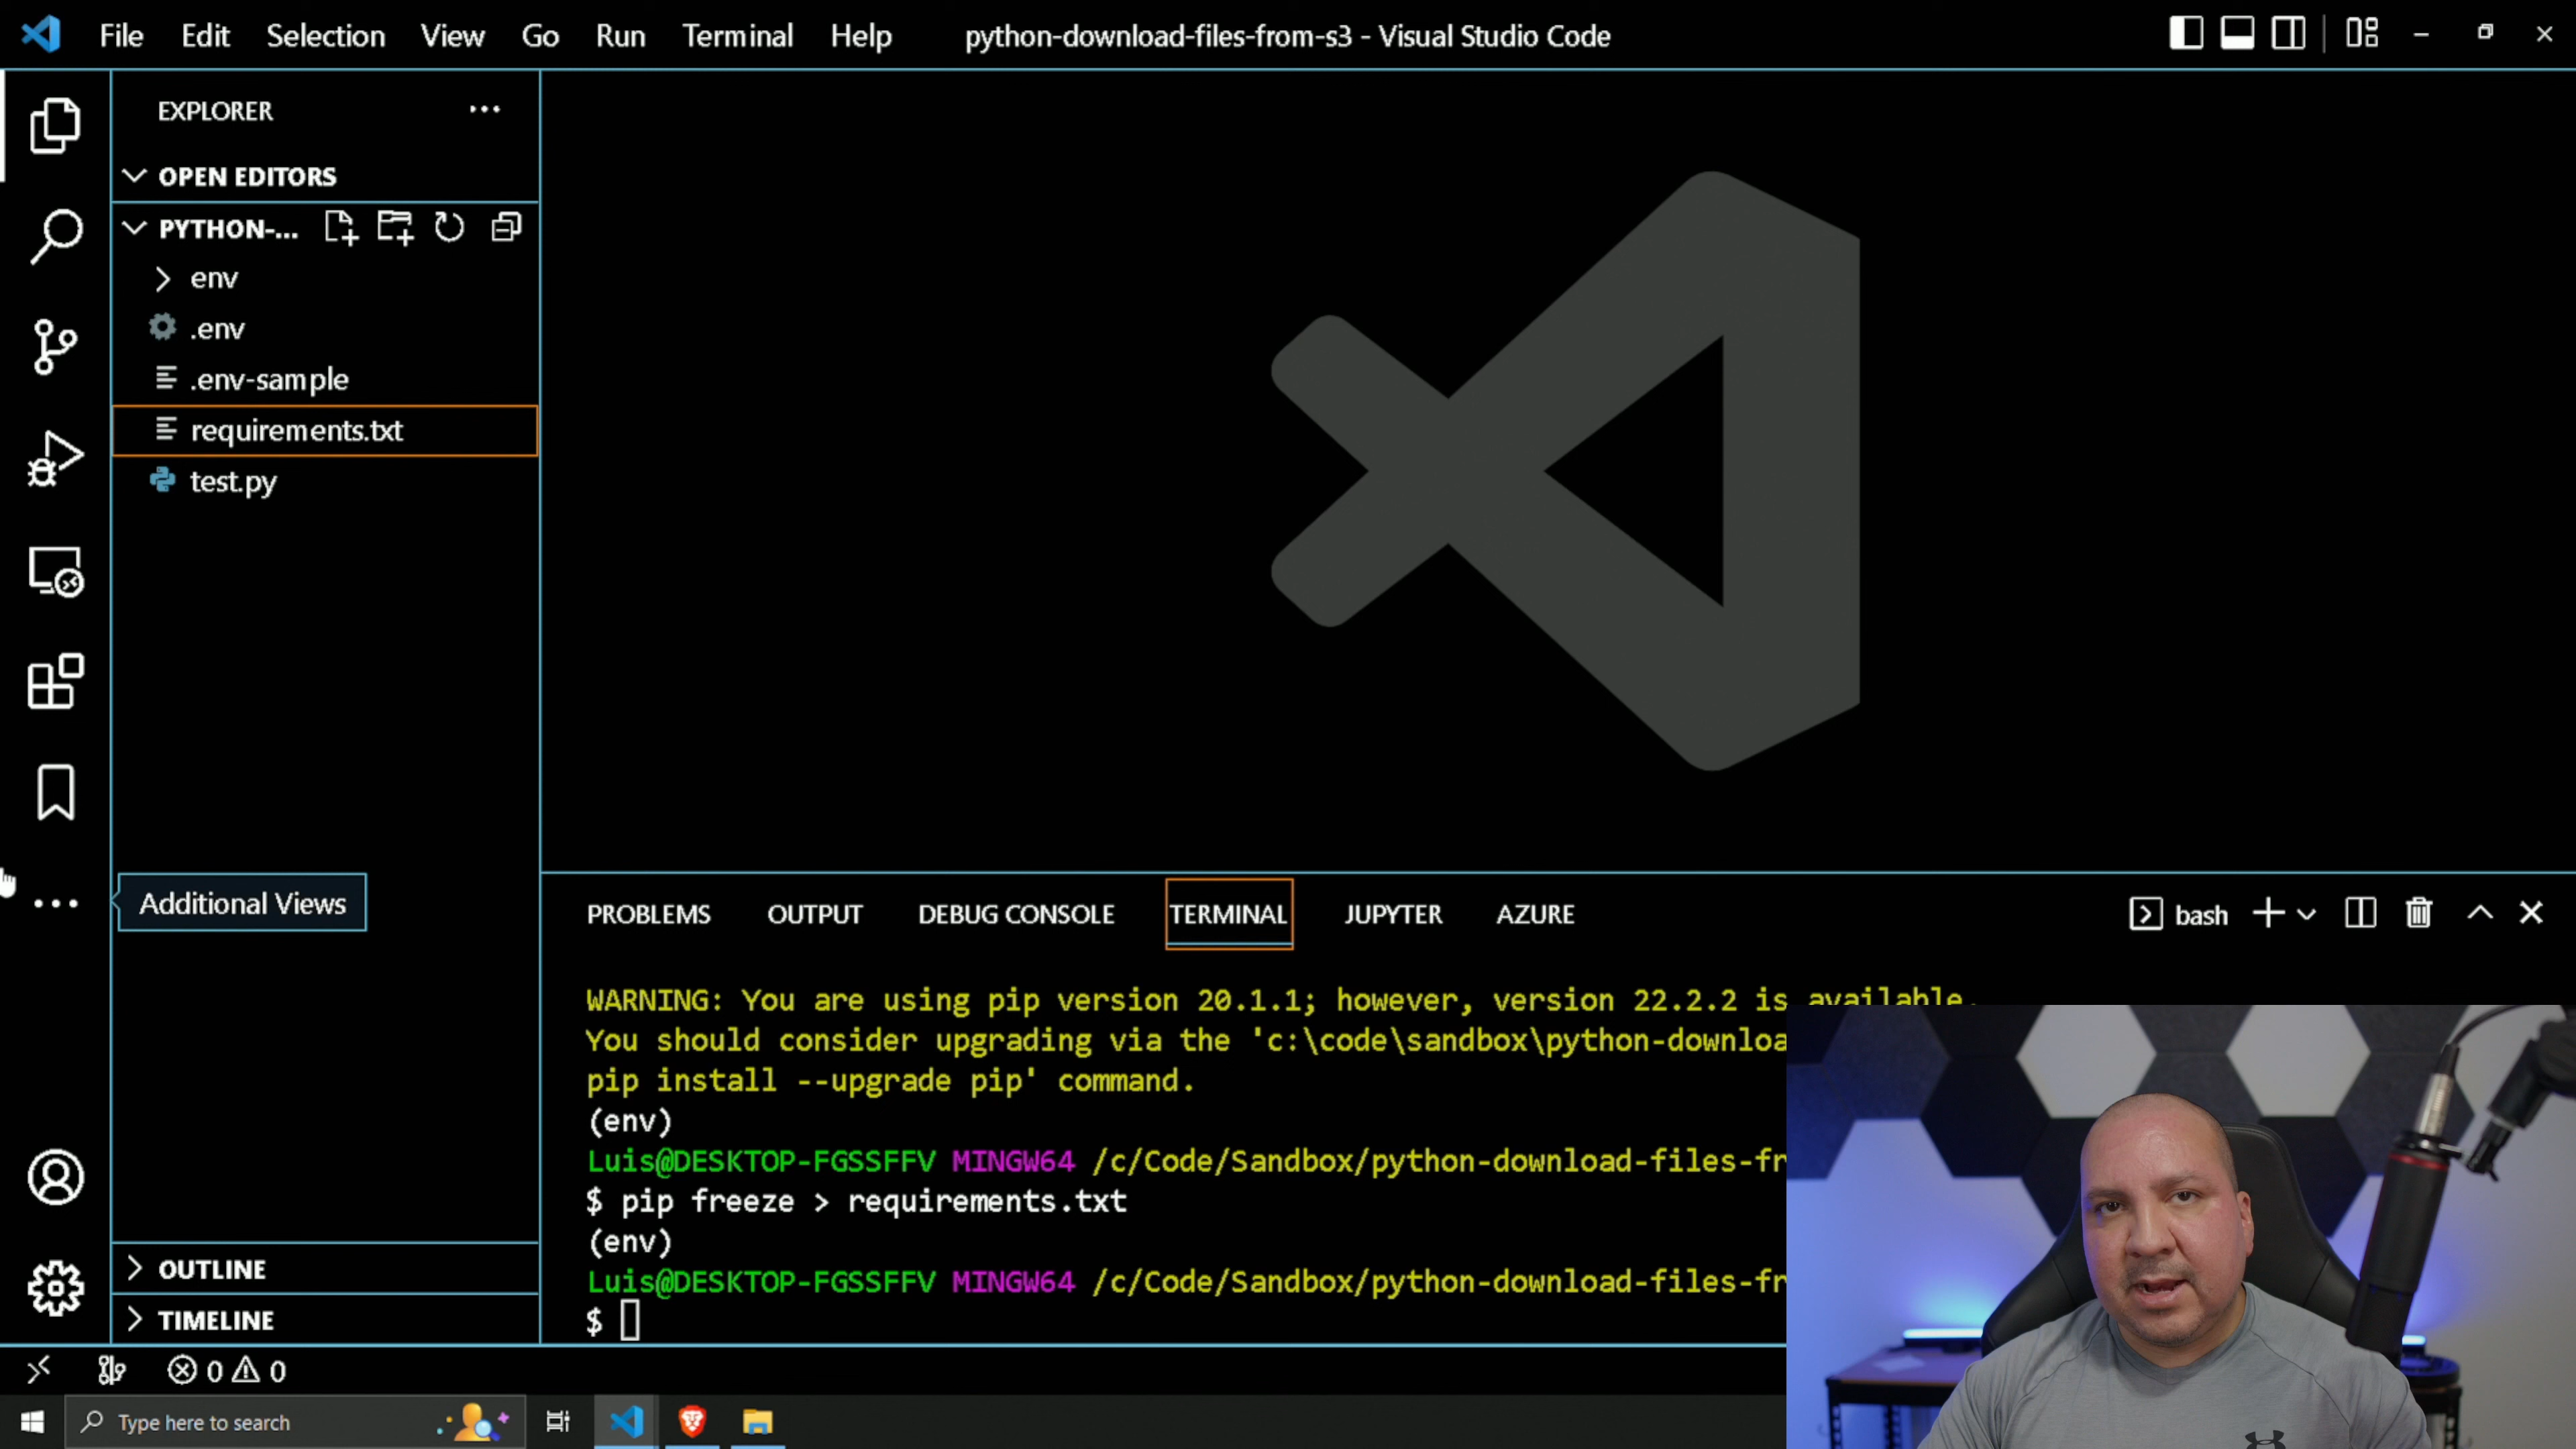 File Edit Selection View Go Run Terminal Help python-download-files-from-s3 - Visual Studio Code
EXPLORER
OPEN EDITORS
PYTHON-...
env
.env
.env-sample
requirements.txt
test.py
Additional Views
PROBLEMS OUTPUT DEBUG CONSOLE TERMINAL JUPYTER AZURE bash
WARNING: You are using pip version 20.1.1; however, version 22.2.2 is available.
You should consider upgrading via the 'c:\code\sandbox\python-downloa
pip install --upgrade pip' command.
(env)
Luis@DESKTOP-FGSSFFV MINGW64 /c/Code/Sandbox/python-download-files-fr
$ pip freeze > requirements.txt
(env)
Luis@DESKTOP-FGSSFFV MINGW64 /c/Code/Sandbox/python-download-files-fr
$
OUTLINE
TIMELINE
0 0
Type here to search